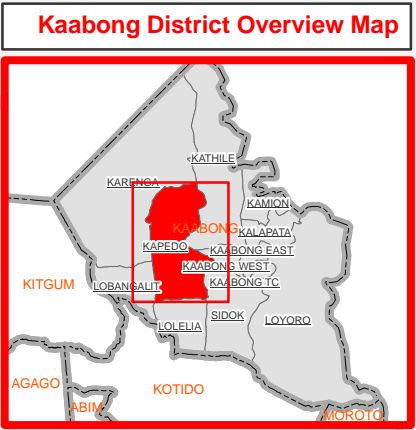 Kaabong District Overview Map
KATHILE
KARENGA
KAMION
KAABONG
KALAPATA
KAPEDO
KAABONG EAST
KAABONG WEST
KITGUM
LOBANGALIT
KAABONG TC
SIDOK
LOYORO
LOLELIA
AGAGO
KOTIDO
ABIM
MOROTO